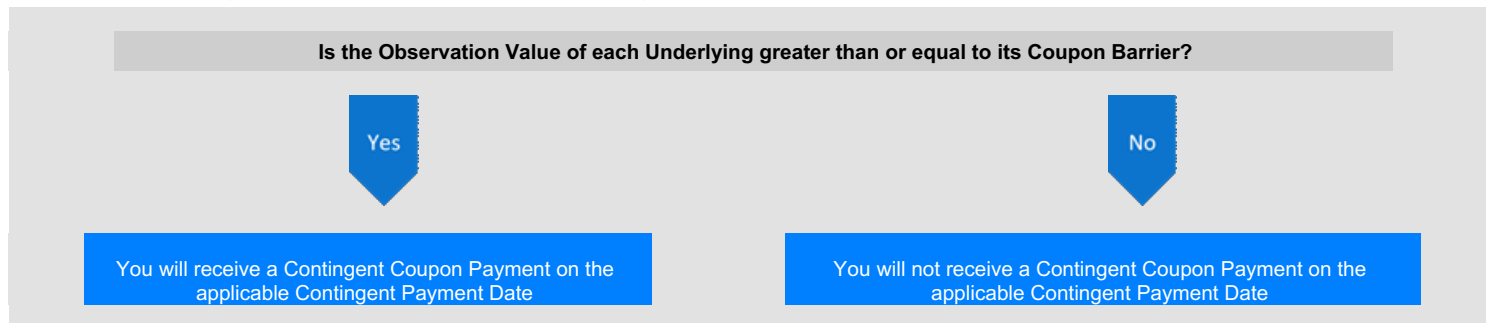 Is the Observation Value of each Underlying greater than or equal to its Coupon Barrier?
Yes
No
You will receive a Contingent Coupon Payment on the
applicable Contingent Payment Date
You will not receive a Contingent Coupon Payment on the
applicable Contingent Payment Date